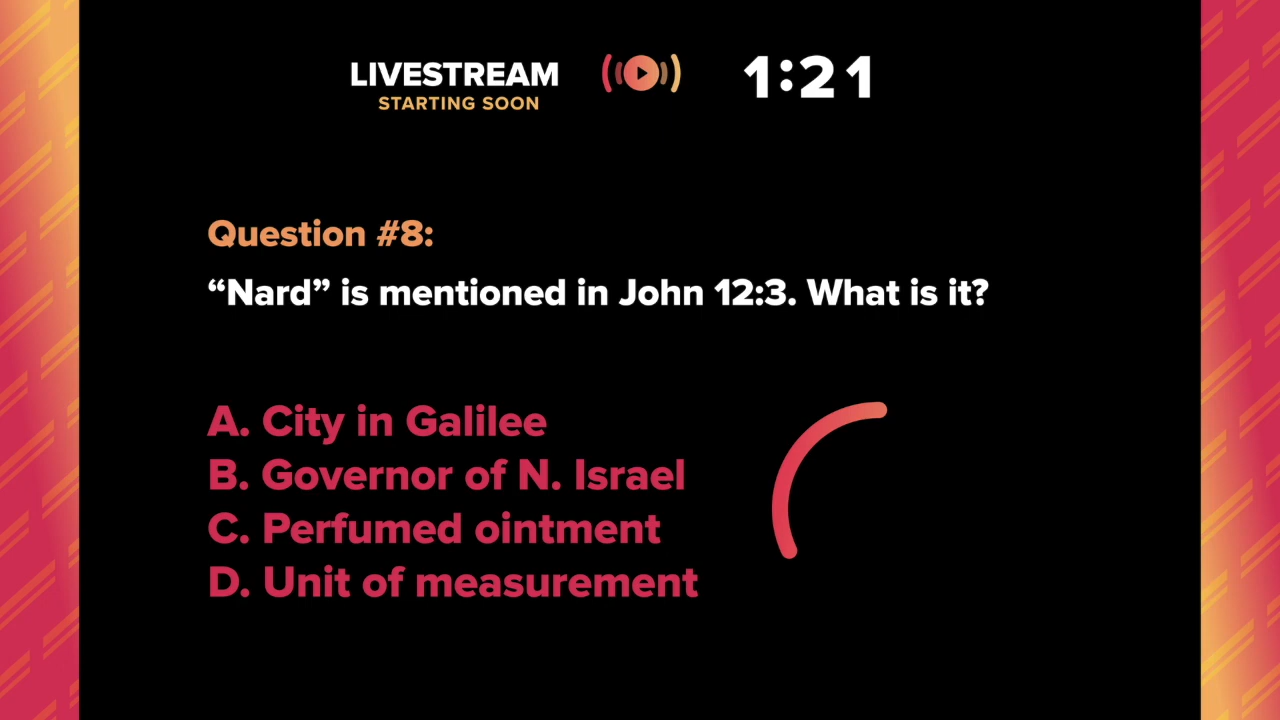 LIVESTREAM
STARTING SOON
1:21
Question #8:
“Nard” is mentioned in John 12:3. What is it?
A. City in Galilee
B. Governor of N. Israel
C. Perfumed ointment
D. Unit of measurement